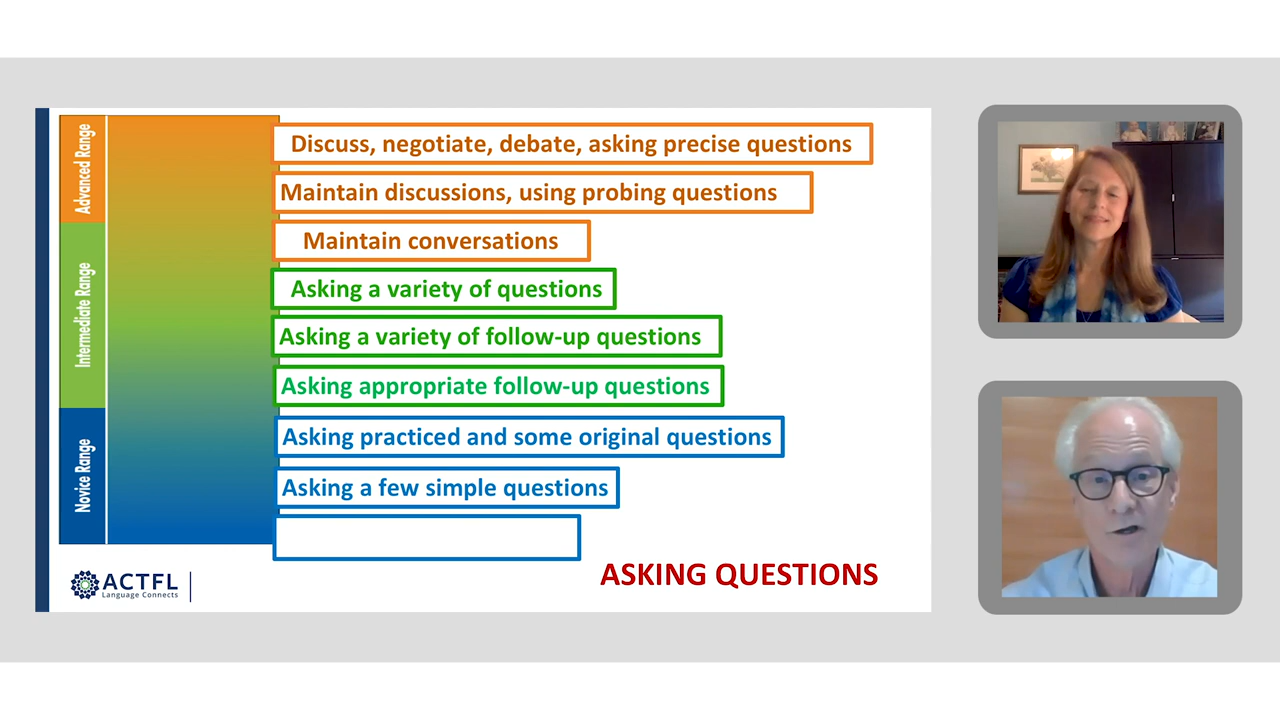 Advanced Range
Discuss, negotiate, debate, asking precise questions
Maintain discussions, using probing questions
Maintain conversations
Intermediate Range
Asking a variety of questions
Asking a variety of follow-up questions
Asking appropriate follow-up questions
Novice Range
Asking practiced and some original questions
Asking a few simple questions
ACTFL
Language Connects
ASKING QUESTIONS